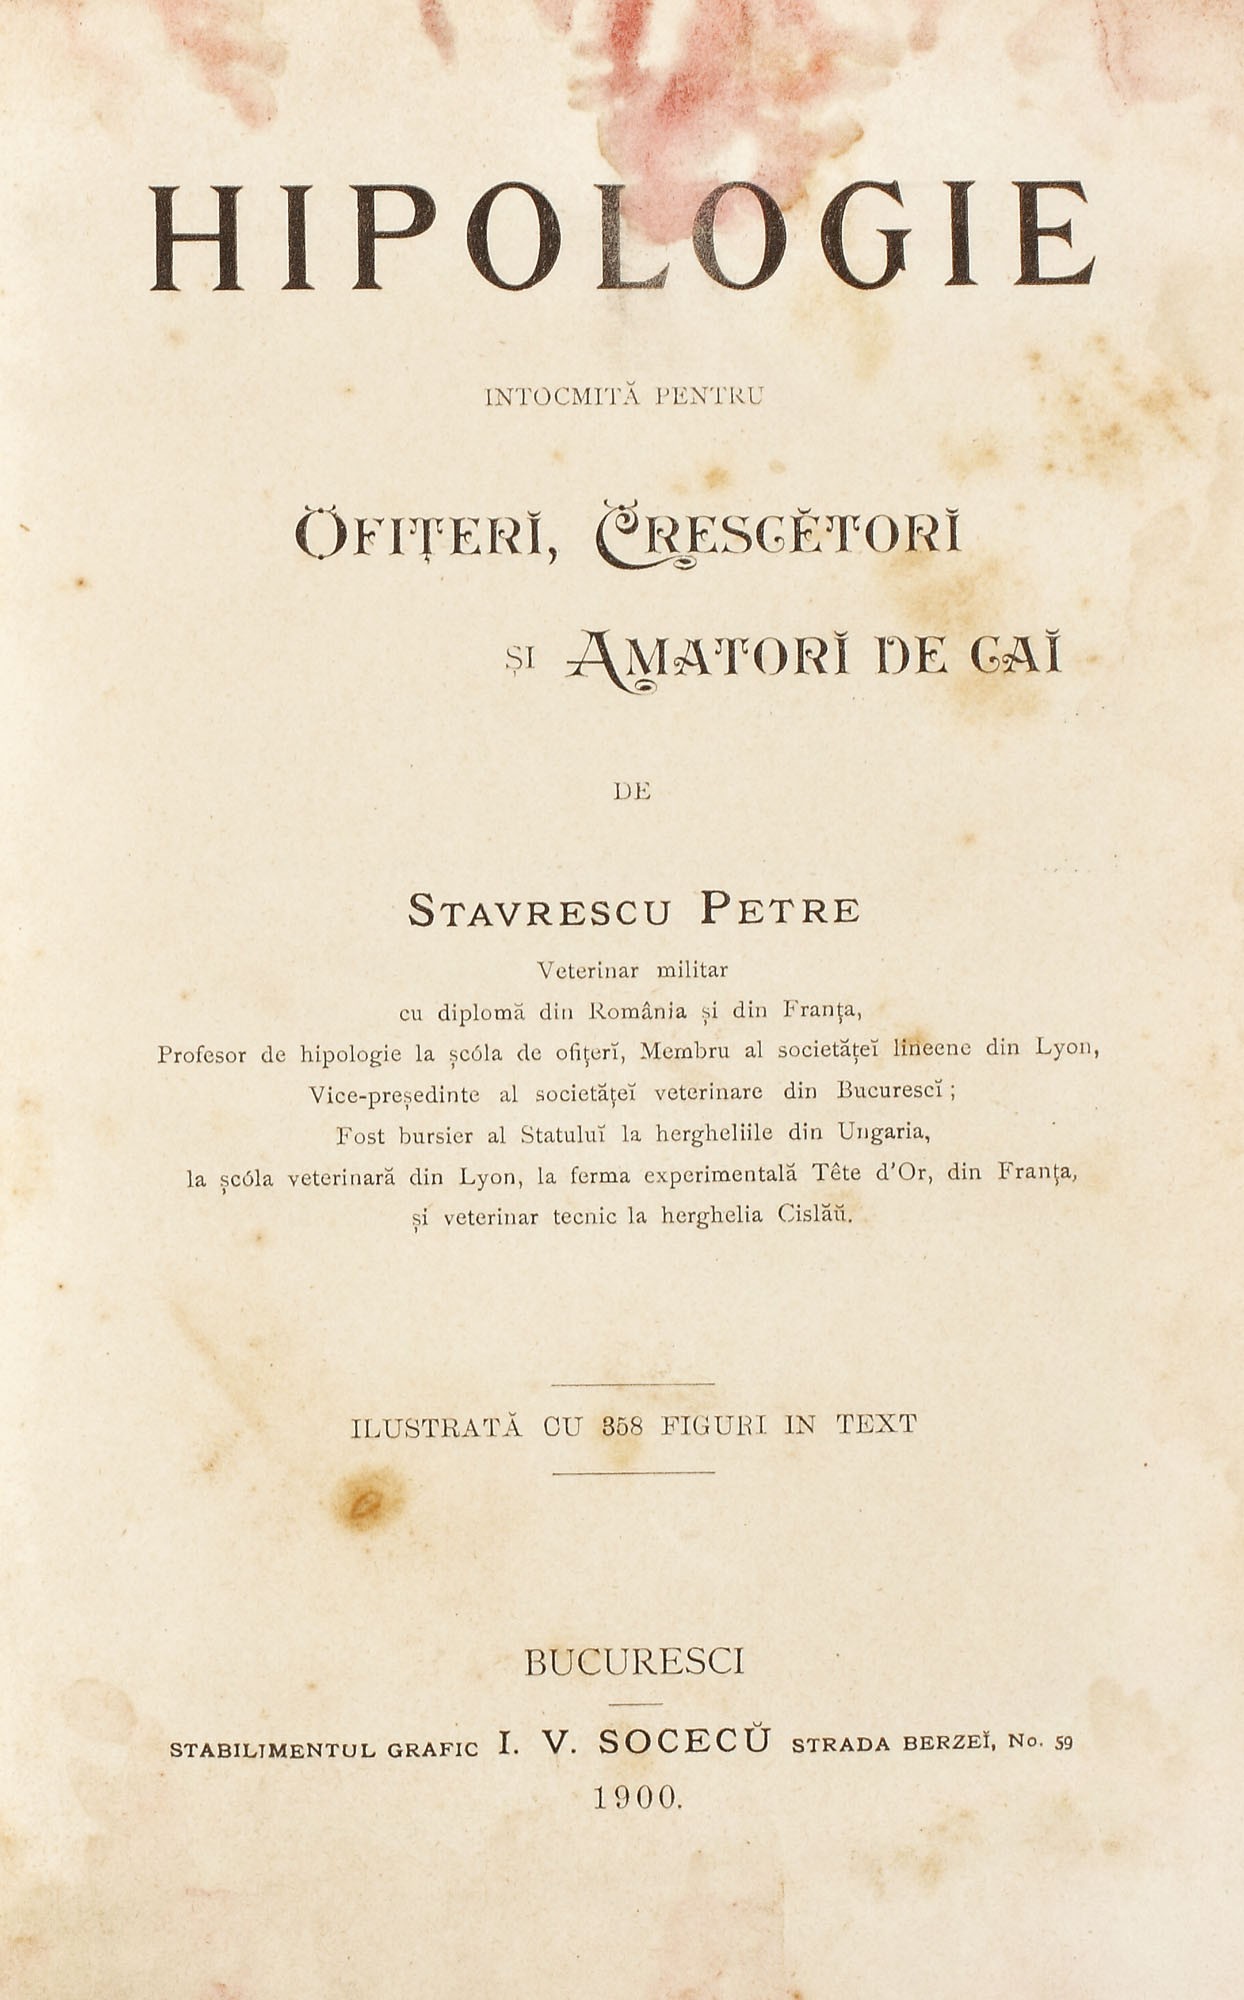 HIPOLOGIE
INTOCMITĂ PENTRU
OFIȚERĬ, CRESCĔTORĬ
ȘI AMATORĬ DE CAĬ
DE
STAVRESCU PETRE
Veterinar militar
cu diplomă din România și din Franța,
Profesor de hipologie la șcóla de ofițerĭ, Membru al societățeĭ lineene din Lyon,
Vice-președinte al societățeĭ veterinare din Bucurescĭ;
Fost bursier al Statuluĭ la hergheliile din Ungaria,
la șcóla veterinară din Lyon, la ferma experimentală Tête d'Or, din Franța,
și veterinar tecnic la herghelia Cislăŭ.
ILUSTRATĂ CU 358 FIGURI IN TEXT
BUCURESCI
STABILIMENTUL GRAFIC I. V. SOCECŬ STRADA BERZEĬ, No. 59
1900.